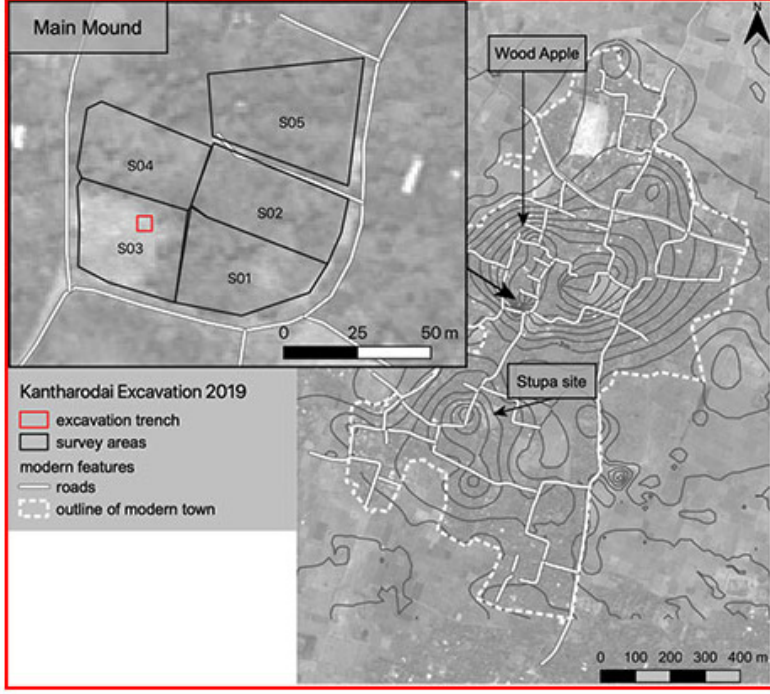 Main Mound
S05
S04
S02
S03
S01
0 25 50 m
N
Wood Apple
Stupa site
Kantharodai Excavation 2019
excavation trench
survey areas
modern features
roads
outline of modern town
0 100 200 300 400 m